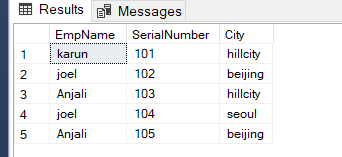 Results Messages
EmpName SerialNumber City
1 karun 101 hillcity
2 joel 102 beijing
3 Anjali 103 hillcity
4 joel 104 seoul
5 Anjali 105 beijing